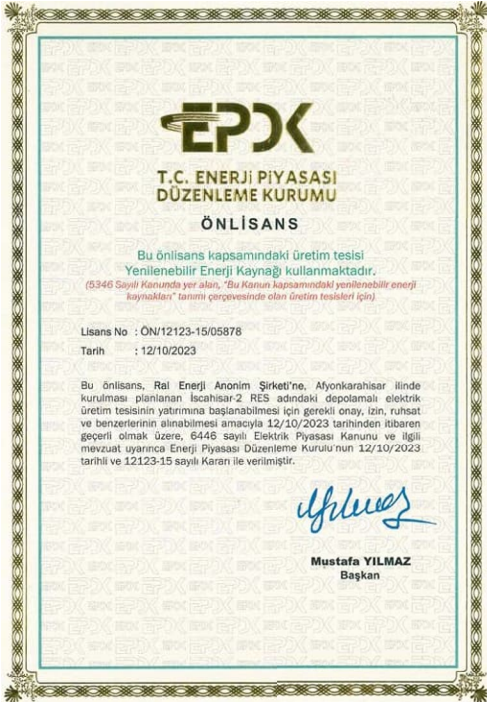 EPDK
T.C. ENERJİ PİYASASI
DÜZENLEME KURUMU
ÖNLİSANS
Bu önlisans kapsamındaki üretim tesisi
Yenilenebilir Enerji Kaynağı kullanmaktadır.
(5346 Sayılı Kanunda yer alan, "Bu Kanun kapsamındaki yenilenebilir enerji
kaynakları" tanımı çerçevesinde olan üretim tesisleri için)
Lisans No : ÖN/12123-15/05878
Tarih : 12/10/2023
Bu önlisans, Ral Enerji Anonim Şirketi'ne, Afyonkarahisar ilinde
kurulması planlanan İscahisar-2 RES adındaki depolamalı elektrik
üretim tesisinin yatırımına başlanabilmesi için gerekli onay, izin, ruhsat
ve benzerlerinin alınabilmesi amacıyla 12/10/2023 tarihinden itibaren
geçerli olmak üzere, 6446 sayılı Elektrik Piyasası Kanunu ve ilgili
mevzuat uyarınca Enerji Piyasası Düzenleme Kurulu'nun 12/10/2023
tarihli ve 12123-15 sayılı Kararı ile verilmiştir.
Mustafa YILMAZ
Başkan